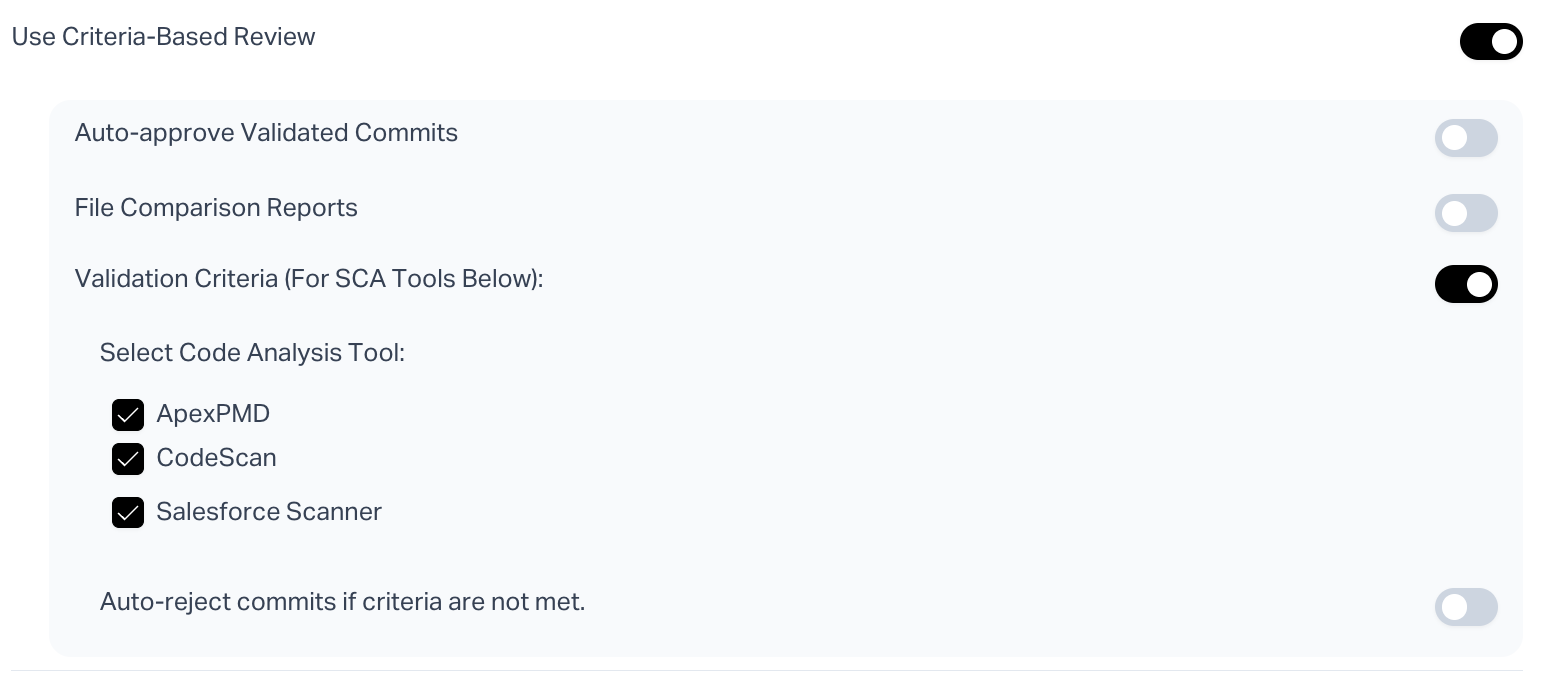 Use Criteria-Based Review
Auto-approve Validated Commits
File Comparison Reports
Validation Criteria (For SCA Tools Below):
Select Code Analysis Tool:
ApexPMD
CodeScan
Salesforce Scanner
Auto-reject commits if criteria are not met.